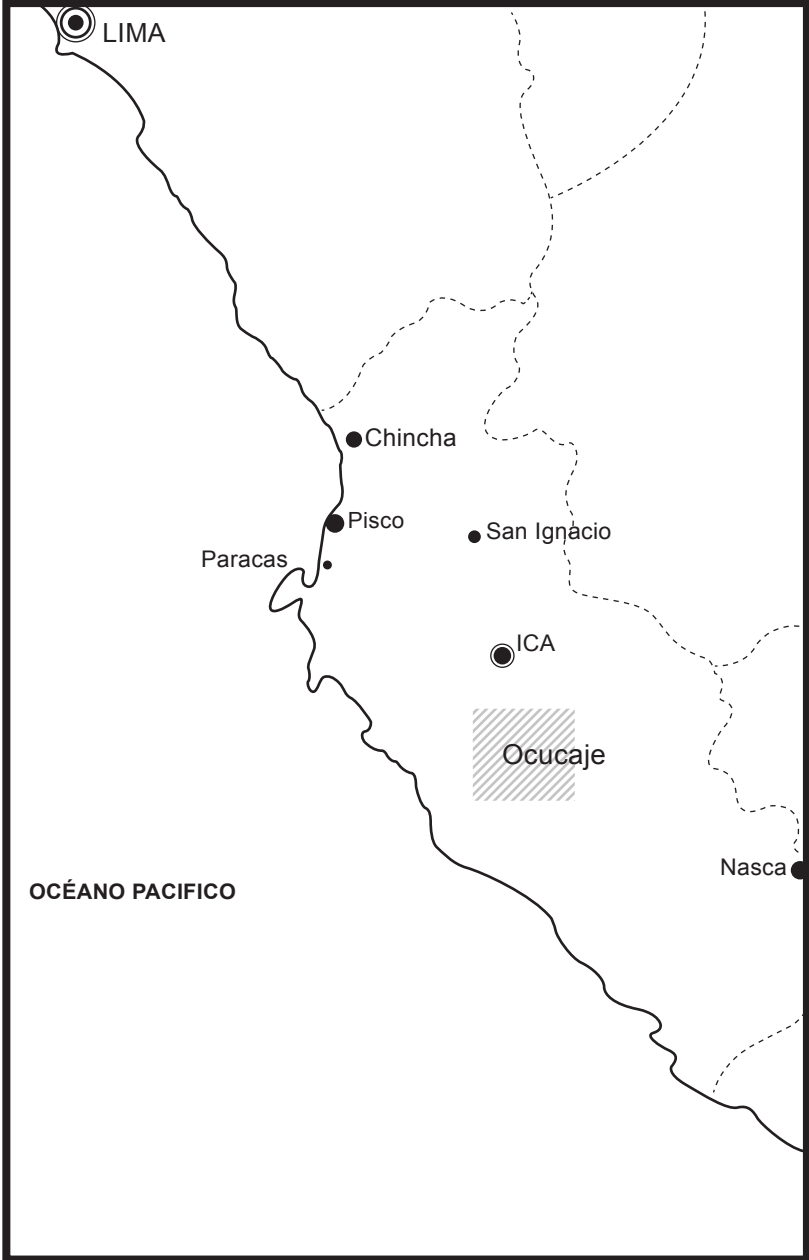 LIMA
Chincha
Pisco
San Ignacio
Paracas
ICA
Ocucaje
Nasca
OCÉANO PACIFICO